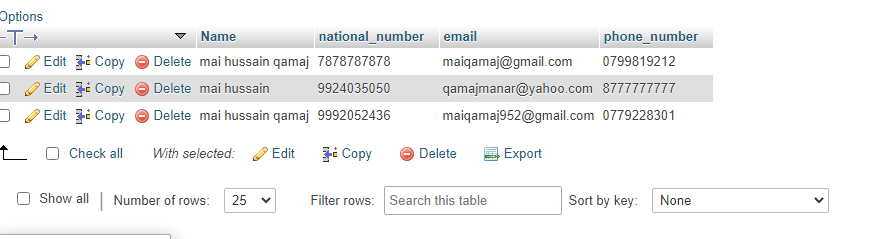 Options
Name national_number email phone_number
Edit Copy Delete mai hussain qamaj 7878787878 maiqamaj@gmail.com 0799819212
Edit Copy Delete mai hussain 9924035050 qamajmanar@yahoo.com 8777777777
Edit Copy Delete mai hussain qamaj 9992052436 maiqamaj952@gmail.com 0779228301
Check all With selected: Edit Copy Delete Export
Show all Number of rows: 25 Filter rows: Search this table Sort by key: None